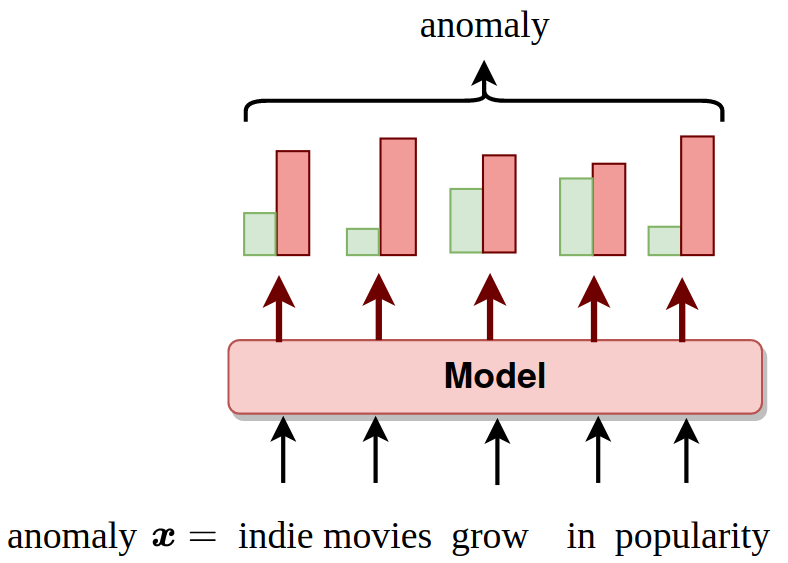 anomaly
Model
anomaly x = indie movies grow in popularity